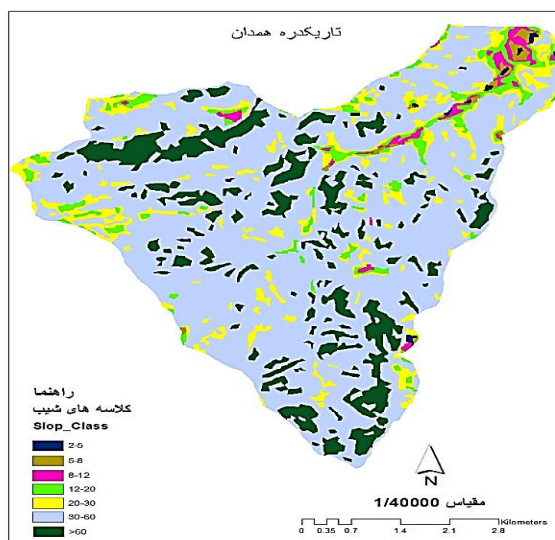 تاریکدره همدان
راهنما
کلاسه های شیب
Slop_Class
2-5
5-8
8-12
12-20
20-30
30-60
>60
N
مقیاس 1/40000
Kilometers
0 0.35 0.7 1.4 2.1 2.8